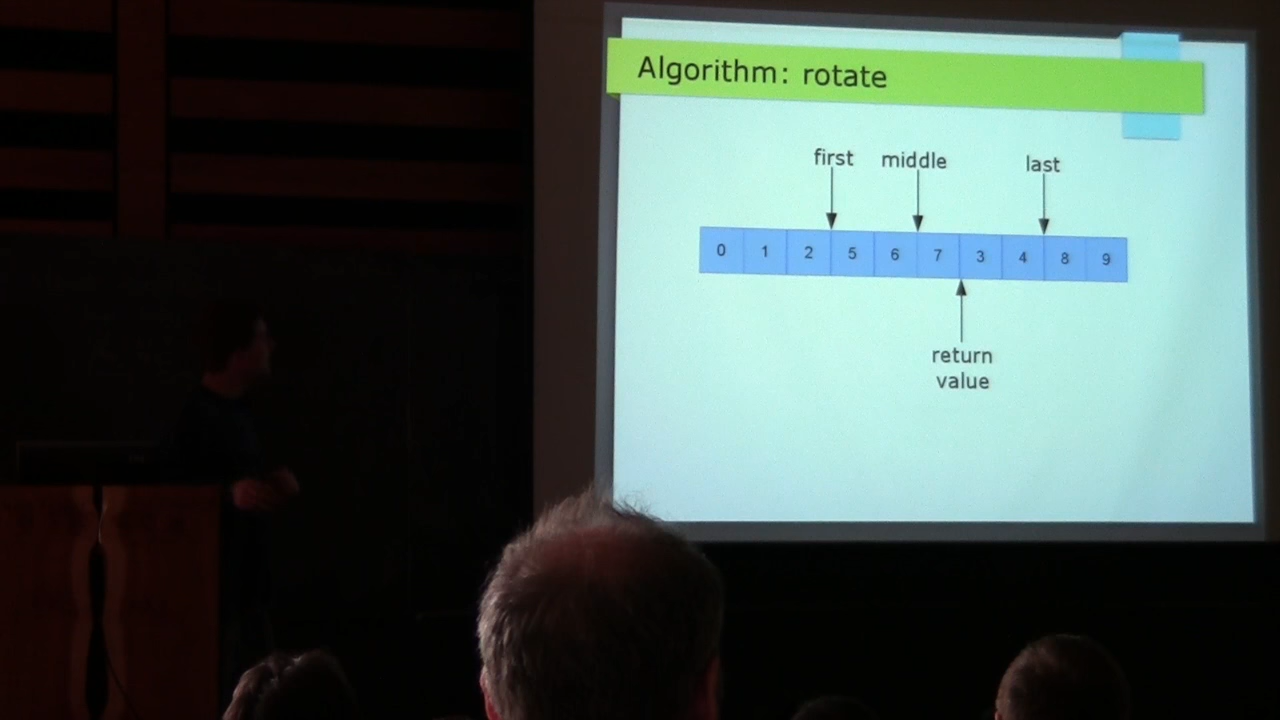 Algorithm: rotate
first middle last
0 1 2 5 6 7 3 4 8 9
return
value